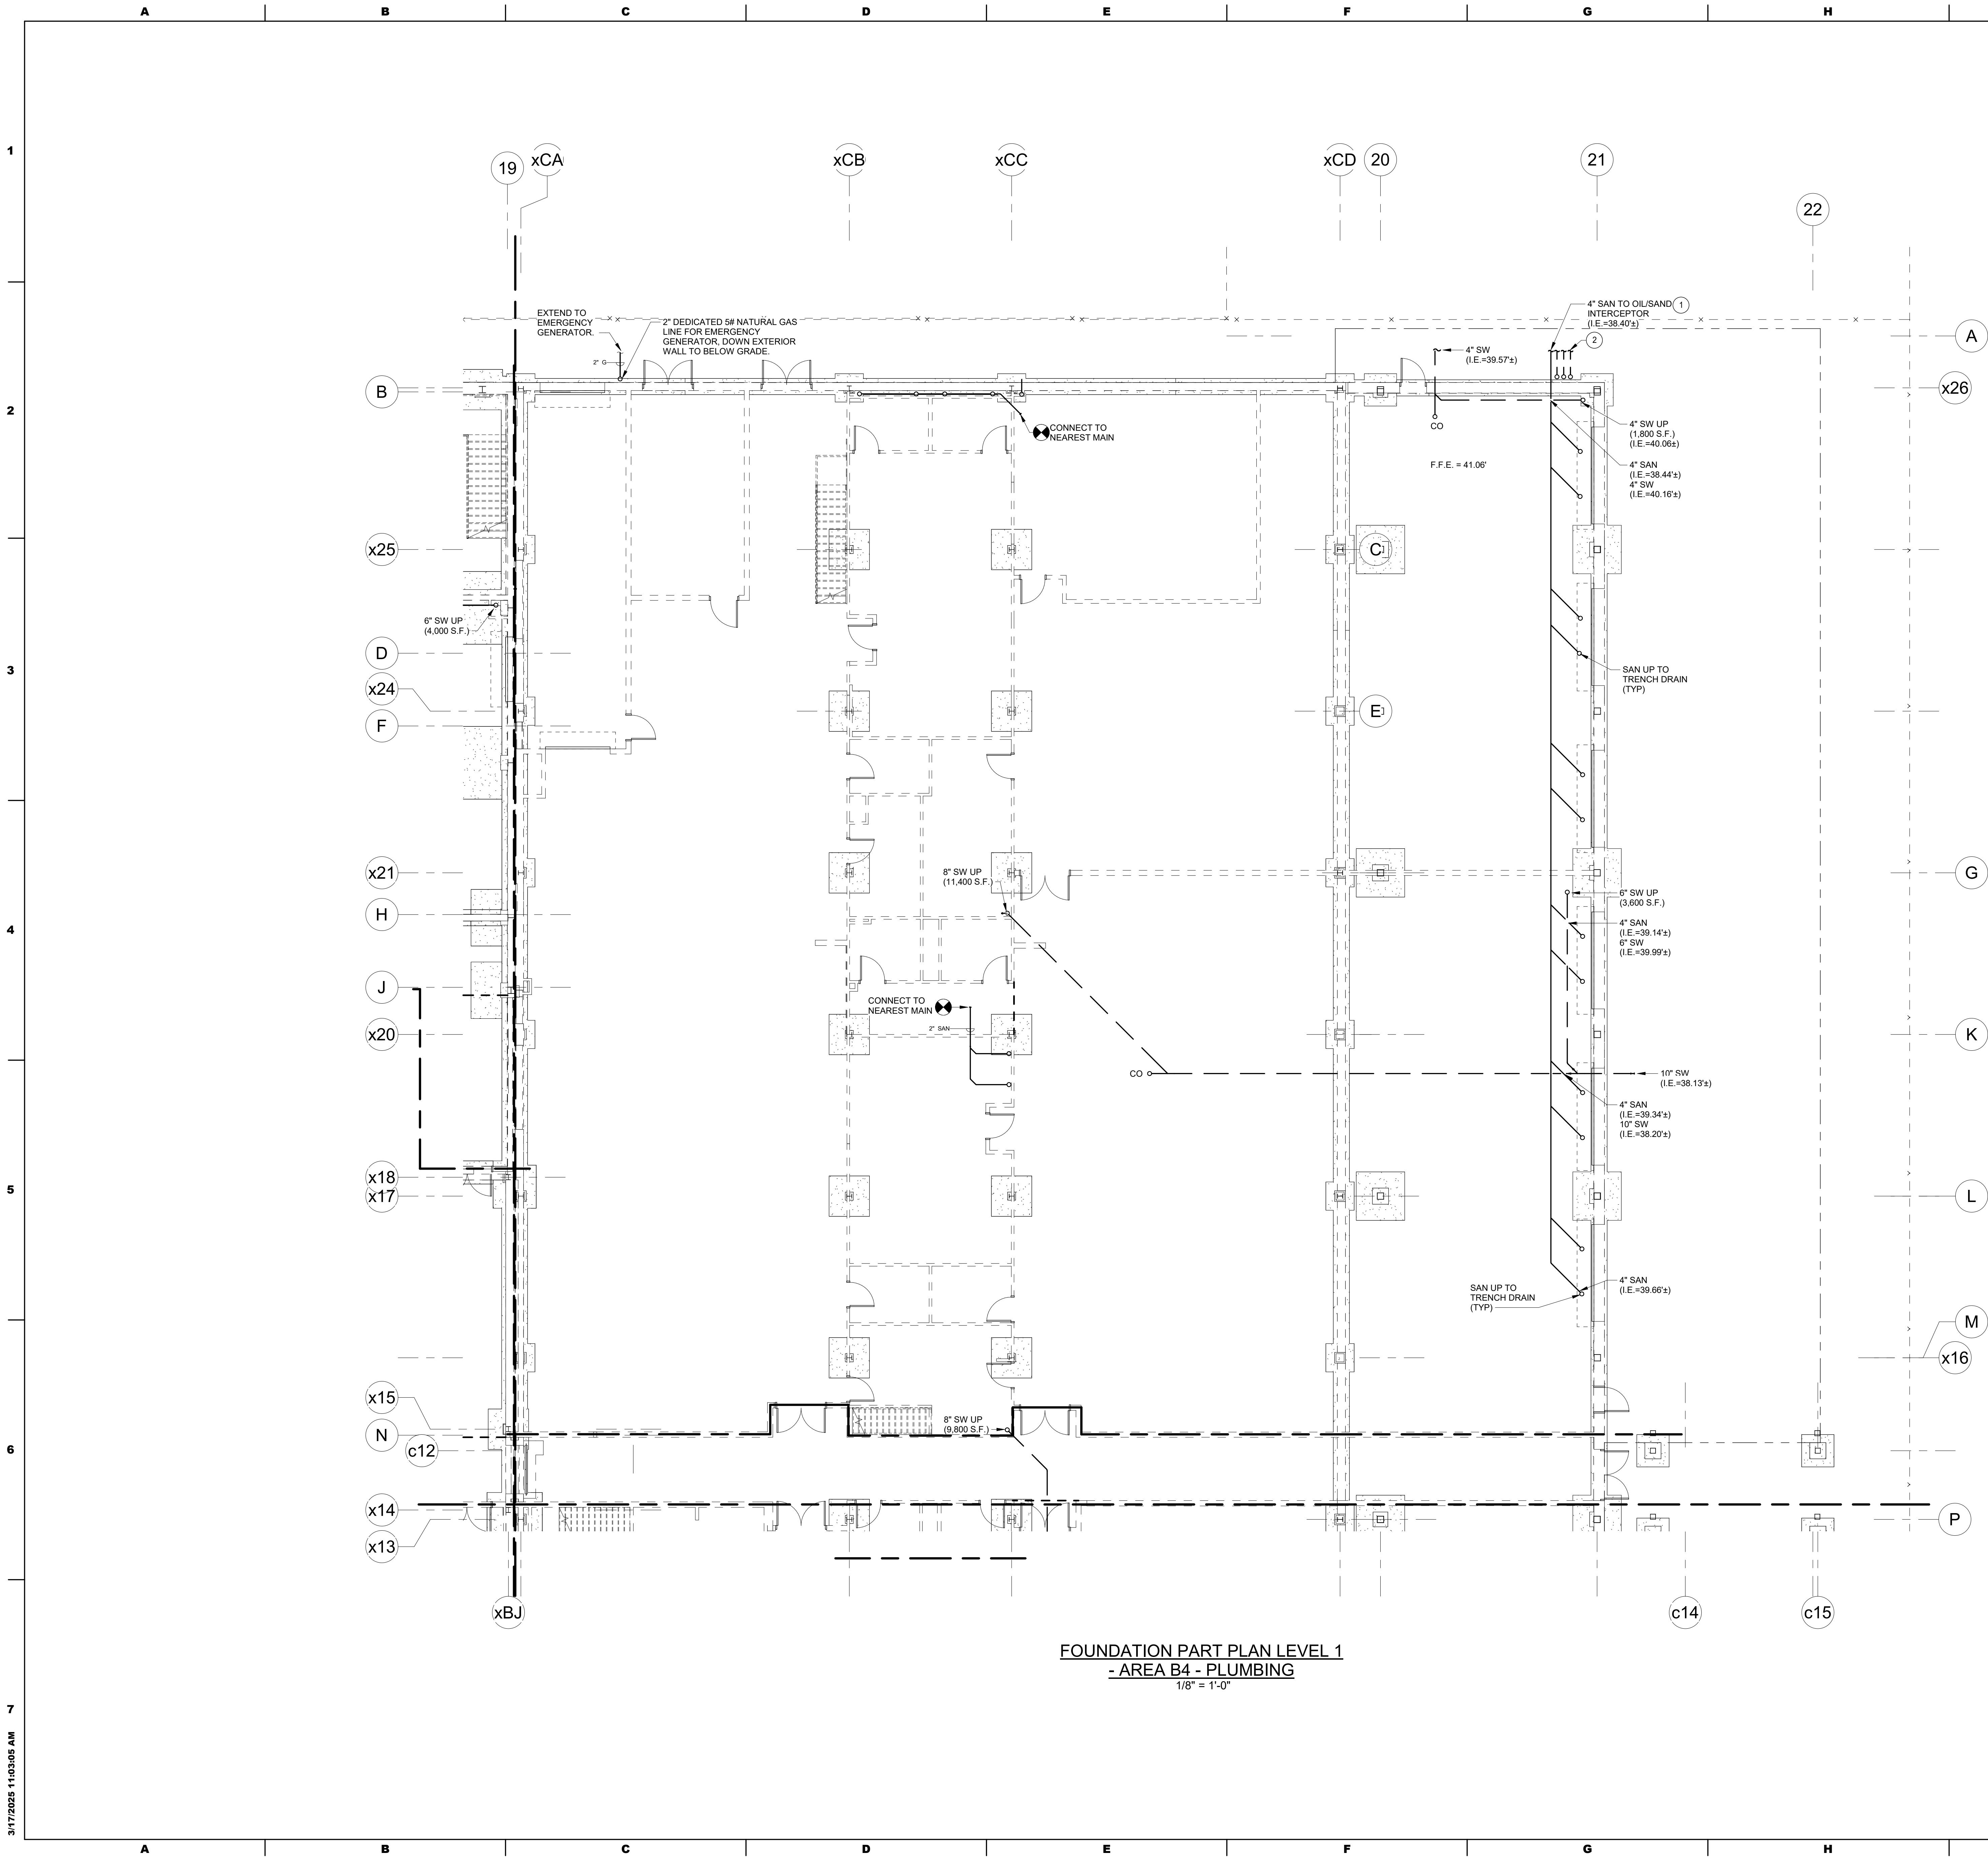 A B C D E F G H
1
19
xCA
xCB
xCC
xCD
20
21
22
EXTEND TO
EMERGENCY
GENERATOR.
2" G
2" DEDICATED 5# NATURAL GAS
LINE FOR EMERGENCY
GENERATOR, DOWN EXTERIOR
WALL TO BELOW GRADE.
4" SAN TO OIL/SAND
INTERCEPTOR
(I.E.=38.40'±)
1
2
4" SW
(I.E.=39.57'±)
A
B
x26
2
CONNECT TO
NEAREST MAIN
CO
4" SW UP
(1,800 S.F.)
(I.E.=40.06±)
F.F.E. = 41.06'
4" SAN
(I.E.=38.44'±)
4" SW
(I.E.=40.16'±)
x25
C
6" SW UP
(4,000 S.F.)
D
3
SAN UP TO
TRENCH DRAIN
(TYP)
x24
E
F
x21
8" SW UP
(11,400 S.F.)
G
6" SW UP
(3,600 S.F.)
H
4
4" SAN
(I.E.=39.14'±)
6" SW
(I.E.=39.99'±)
J
CONNECT TO
NEAREST MAIN
2" SAN
x20
K
CO
10" SW
(I.E.=38.13'±)
4" SAN
(I.E.=39.34'±)
10" SW
(I.E.=38.20'±)
x18
5
x17
L
4" SAN
(I.E.=39.66'±)
SAN UP TO
TRENCH DRAIN
(TYP)
M
x16
x15
8" SW UP
(9,800 S.F.)
N
6
c12
x14
P
x13
xBJ
c14
c15
FOUNDATION PART PLAN LEVEL 1
- AREA B4 - PLUMBING
1/8" = 1'-0"
7
3/17/2025 11:03:05 AM
A B C D E F G H